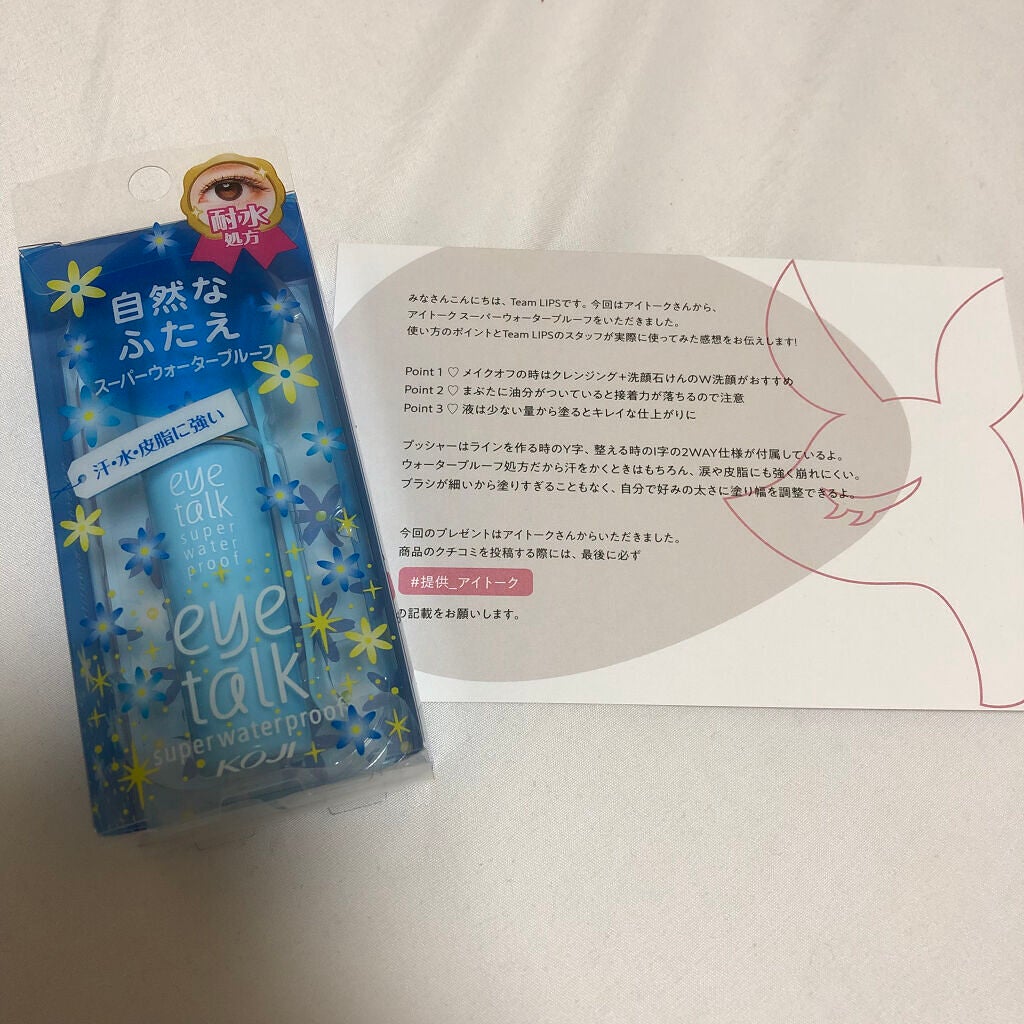 耐水
処方
自然な
ふたえ
スーパーウォータープルーフ
汗・水・皮脂に強い
eye
talk
super
water
proof
eye
talk
super waterproof
KOJI
みなさんこんにちは、Team LIPSです。今回はアイトークさんから、
アイトーク スーパーウォータープルーフをいただきました。
使い方のポイントとTeam LIPSのスタッフが実際に使ってみた感想をお伝えします!
Point 1 ♡ メイクオフの時はクレンジング+洗顔石けんのW洗顔がおすすめ
Point 2 ♡ まぶたに油分がついていると接着力が落ちるので注意
Point 3 ♡ 液は少ない量から塗るとキレイな仕上がりに
プッシャーはラインを作る時のY字、整える時のI字の2WAY仕様が付属しているよ。
ウォータープルーフ処方だから汗をかくときはもちろん、涙や皮脂にも強く崩れにくい。
ブラシが細いから塗りすぎることもなく、自分で好みの太さに塗り幅を調整できるよ。
今回のプレゼントはアイトークさんからいただきました。
商品のクチコミを投稿する際には、最後に必ず
#提供_アイトーク
の記載をお願いします。